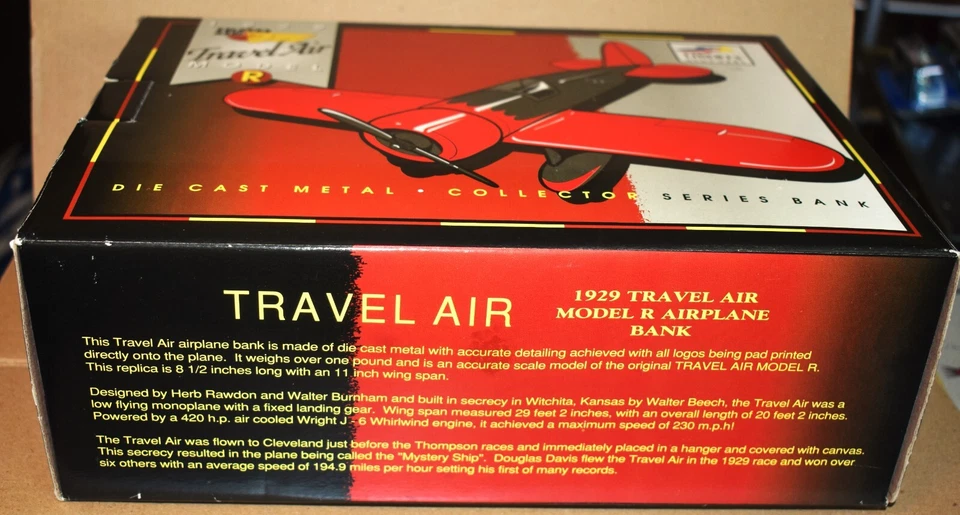 Travel Air
MODEL
R
LIBERTY
DIE CAST METAL • COLLECTOR SERIES BANK
TRAVEL AIR
1929 TRAVEL AIR
MODEL R AIRPLANE
BANK
This Travel Air airplane bank is made of die cast metal with accurate detailing achieved with all logos being pad printed
directly onto the plane. It weighs over one pound and is an accurate scale model of the original TRAVEL AIR MODEL R.
This replica is 8 1/2 inches long with an 11 inch wing span.
Designed by Herb Rawdon and Walter Burnham and built in secrecy in Witchita, Kansas by Walter Beech, the Travel Air was a
low flying monoplane with a fixed landing gear. Wing span measured 29 feet 2 inches, with an overall length of 20 feet 2 inches.
Powered by a 420 h.p. air cooled Wright J - 6 Whirlwind engine, it achieved a maximum speed of 230 m.p.h!
The Travel Air was flown to Cleveland just before the Thompson races and immediately placed in a hanger and covered with canvas.
This secrecy resulted in the plane being called the "Mystery Ship". Douglas Davis flew the Travel Air in the 1929 race and won over
six others with an average speed of 194.9 miles per hour setting his first of many records.